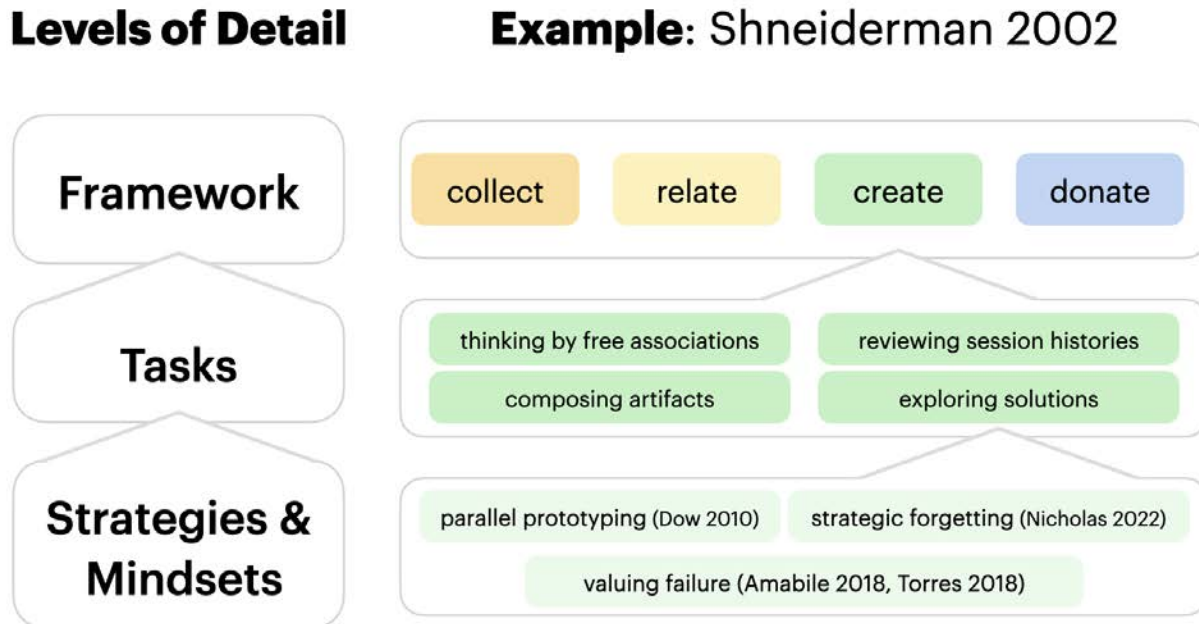 Levels of Detail
Example: Shneiderman 2002
Framework
collect
relate
create
donate
Tasks
thinking by free associations
reviewing session histories
composing artifacts
exploring solutions
Strategies &
Mindsets
parallel prototyping (Dow 2010)
strategic forgetting (Nicholas 2022)
valuing failure (Amabile 2018, Torres 2018)